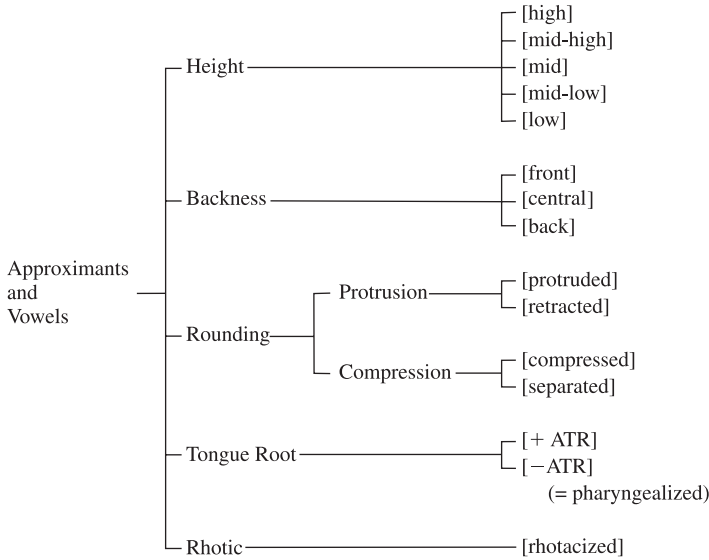 Approximants
and
Vowels
Height
[high]
[mid-high]
[mid]
[mid-low]
[low]
Backness
[front]
[central]
[back]
Rounding
Protrusion
[protruded]
[retracted]
Compression
[compressed]
[separated]
Tongue Root
[+ ATR]
[−ATR]
(= pharyngealized)
Rhotic
[rhotacized]